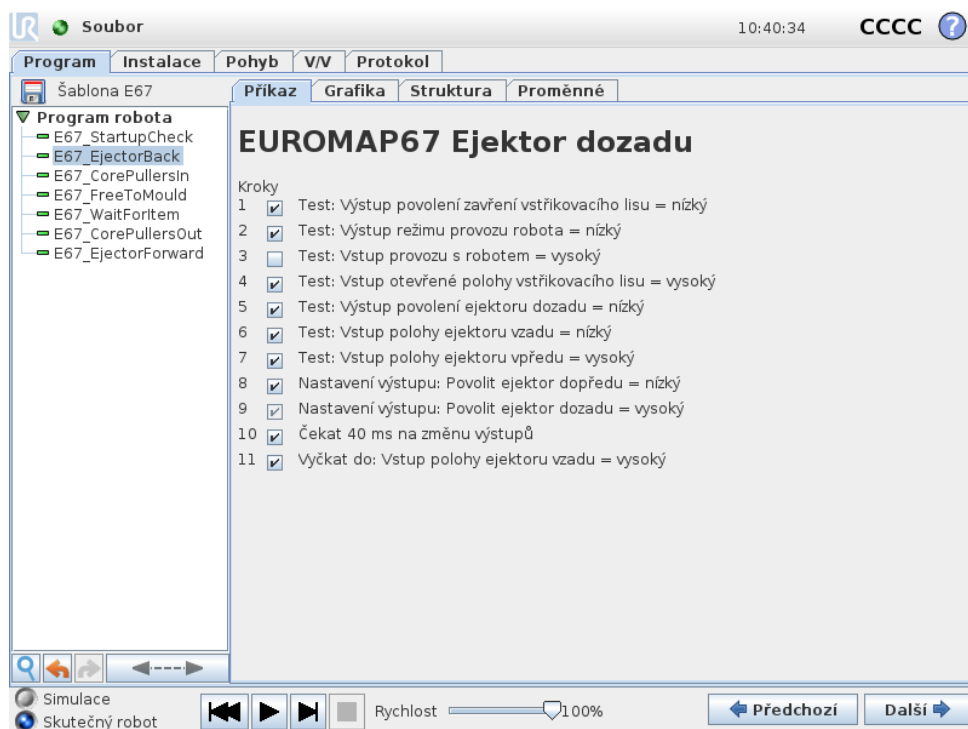 UR Soubor 10:40:34 CCCC ?
Program Instalace Pohyb V/V Protokol
Šablona E67 Příkaz Grafika Struktura Proměnné
Program robota
E67_StartupCheck
E67_EjectorBack
E67_CorePullersIn
E67_FreeToMould
E67_WaitForItem
E67_CorePullersOut
E67_EjectorForward
EUROMAP67 Ejektor dozadu
Kroky
1 Test: Výstup povolení zavření vstřikovacího lisu = nízký
2 Test: Výstup režimu provozu robota = nízký
3 Test: Vstup provozu s robotem = vysoký
4 Test: Vstup otevřené polohy vstřikovacího lisu = vysoký
5 Test: Výstup povolení ejektoru dozadu = nízký
6 Test: Vstup polohy ejektoru vzadu = nízký
7 Test: Vstup polohy ejektoru vpředu = vysoký
8 Nastavení výstupu: Povolit ejektor dopředu = nízký
9 Nastavení výstupu: Povolit ejektor dozadu = vysoký
10 Čekat 40 ms na změnu výstupů
11 Vyčkat do: Vstup polohy ejektoru vzadu = vysoký
Simulace
Skutečný robot
Rychlost 100%
Předchozí Další